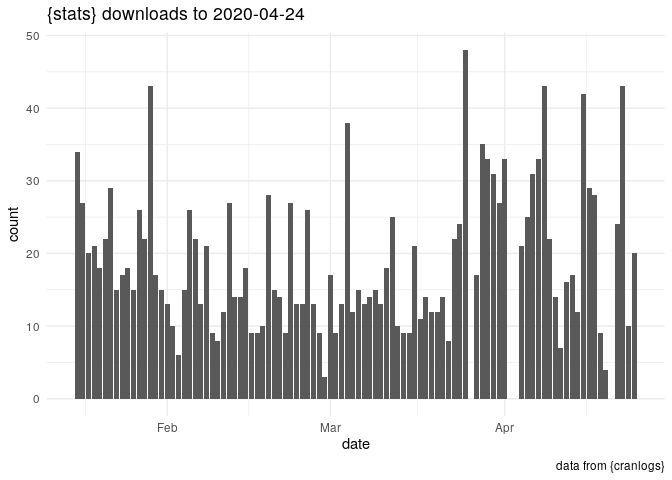 {stats} downloads to 2020-04-24
50
40
30
20
10
0
count
Feb Mar Apr
date
data from {cranlogs}